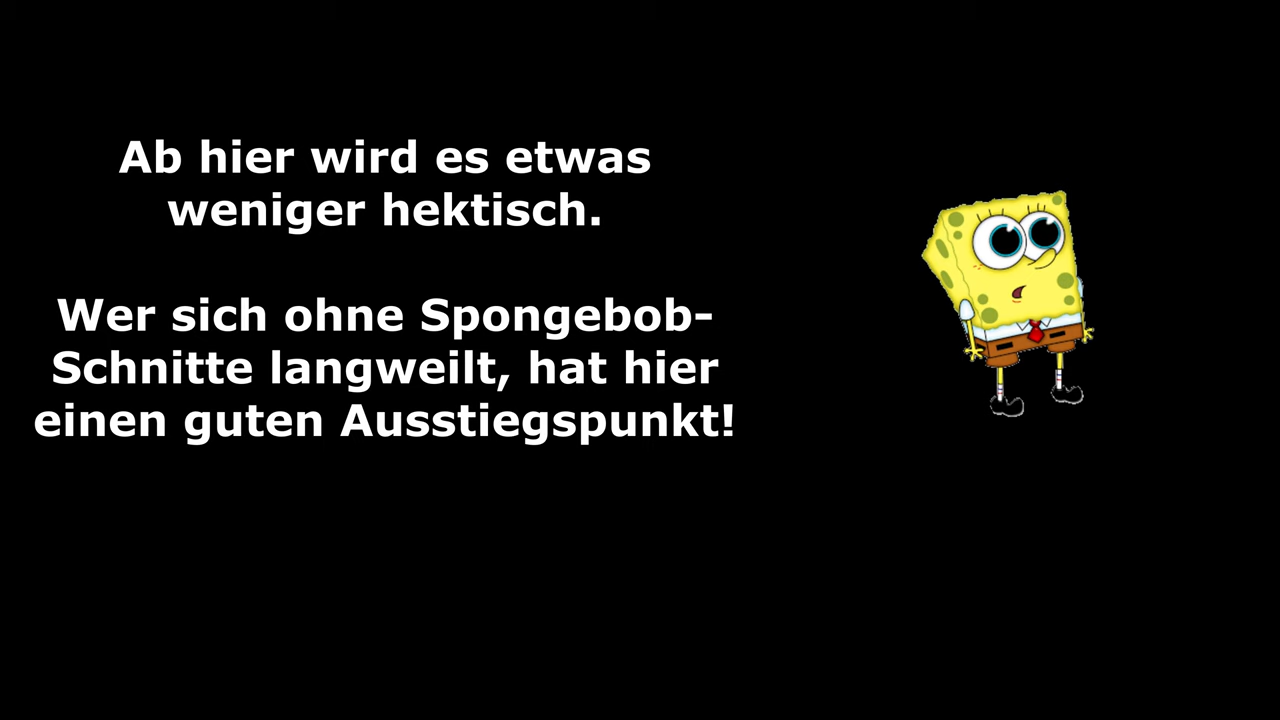 Ab hier wird es etwas
weniger hektisch.
Wer sich ohne Spongebob-
Schnitte langweilt, hat hier
einen guten Ausstiegspunkt!